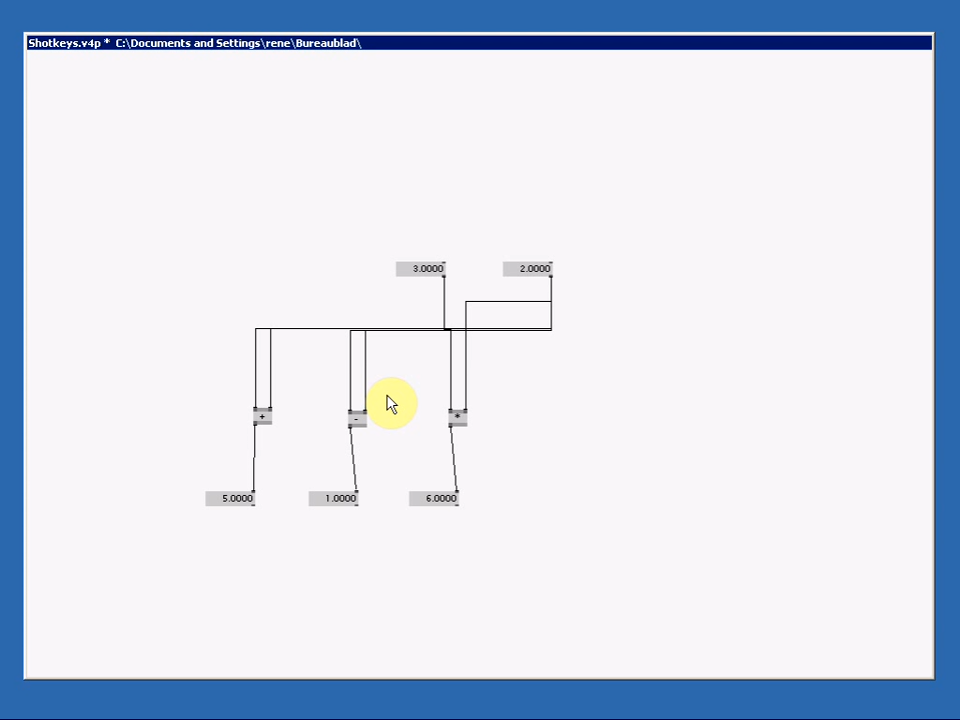 Shotkeys.v4p * C:\Documents and Settings\rene\Bureaublad\
3.0000 2.0000
+ - *
5.0000 1.0000 6.0000